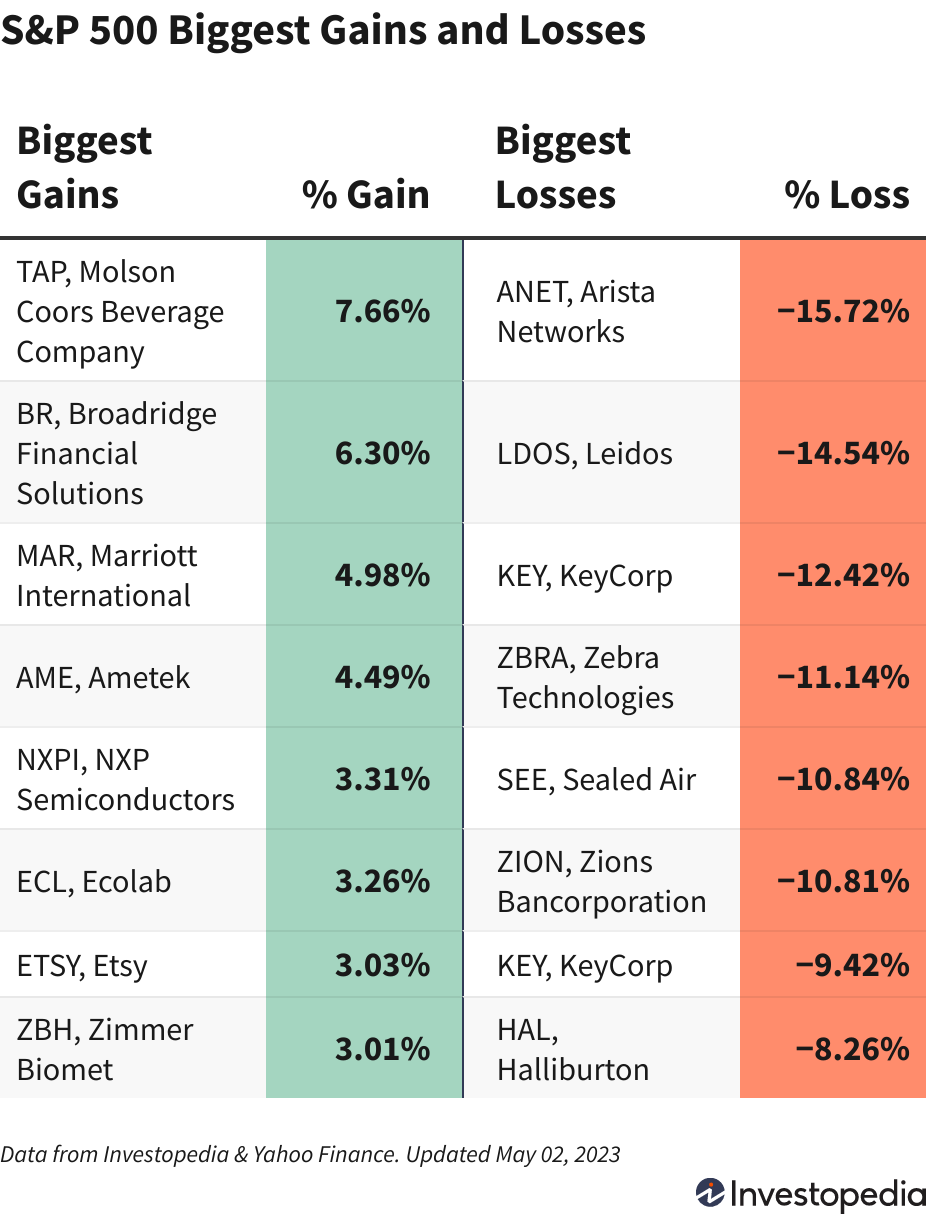 S&P 500 Biggest Gains and Losses
Biggest
Gains
% Gain
Biggest
Losses
% Loss
TAP, Molson
Coors Beverage
Company
7.66%
ANET, Arista
Networks
−15.72%
BR, Broadridge
Financial
Solutions
6.30%
LDOS, Leidos
−14.54%
MAR, Marriott
International
4.98%
KEY, KeyCorp
−12.42%
AME, Ametek
4.49%
ZBRA, Zebra
Technologies
−11.14%
NXPI, NXP
Semiconductors
3.31%
SEE, Sealed Air
−10.84%
ECL, Ecolab
3.26%
ZION, Zions
Bancorporation
−10.81%
ETSY, Etsy
3.03%
KEY, KeyCorp
−9.42%
ZBH, Zimmer
Biomet
3.01%
HAL,
Halliburton
−8.26%
Data from Investopedia & Yahoo Finance. Updated May 02, 2023
Investopedia